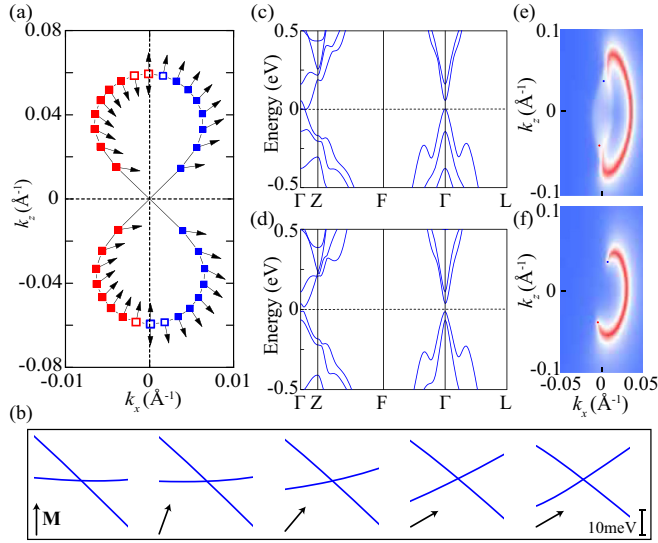 (a)
0.08
0.04
0
-0.04
-0.08
k_z (Å⁻¹)
-0.01
0
0.01
k_x (Å⁻¹)
(c)
0.5
0
-0.5
Energy (eV)
Γ Z F Γ L
(d)
0.5
0
-0.5
Energy (eV)
Γ Z F Γ L
(e)
0.1
0
-0.1
k_z (Å⁻¹)
(f)
0.1
0
-0.1
k_z (Å⁻¹)
-0.05
0
0.05
k_x (Å⁻¹)
(b)
M
10meV